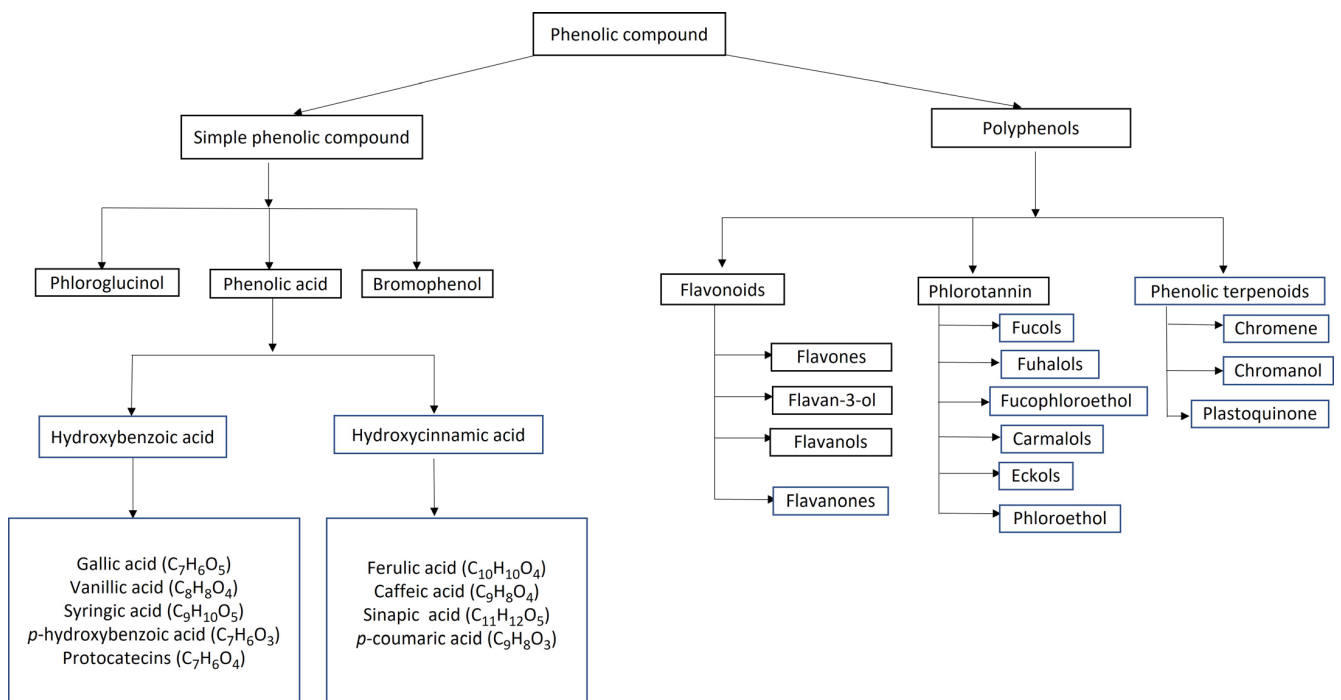 Phenolic compound
Simple phenolic compound
Polyphenols
Phloroglucinol
Phenolic acid
Bromophenol
Flavonoids
Phlorotannin
Phenolic terpenoids
Flavones
Flavan-3-ol
Flavanols
Flavanones
Fucols
Fuhalols
Fucophloroethol
Carmalols
Eckols
Phloroethol
Chromene
Chromanol
Plastoquinone
Hydroxybenzoic acid
Hydroxycinnamic acid
Gallic acid (C₇H₆O₅)
Vanillic acid (C₈H₈O₄)
Syringic acid (C₉H₁₀O₅)
p-hydroxybenzoic acid (C₇H₆O₃)
Protocatecins (C₇H₆O₄)
Ferulic acid (C₁₀H₁₀O₄)
Caffeic acid (C₉H₈O₄)
Sinapic acid (C₁₁H₁₂O₅)
p-coumaric acid (C₉H₈O₃)